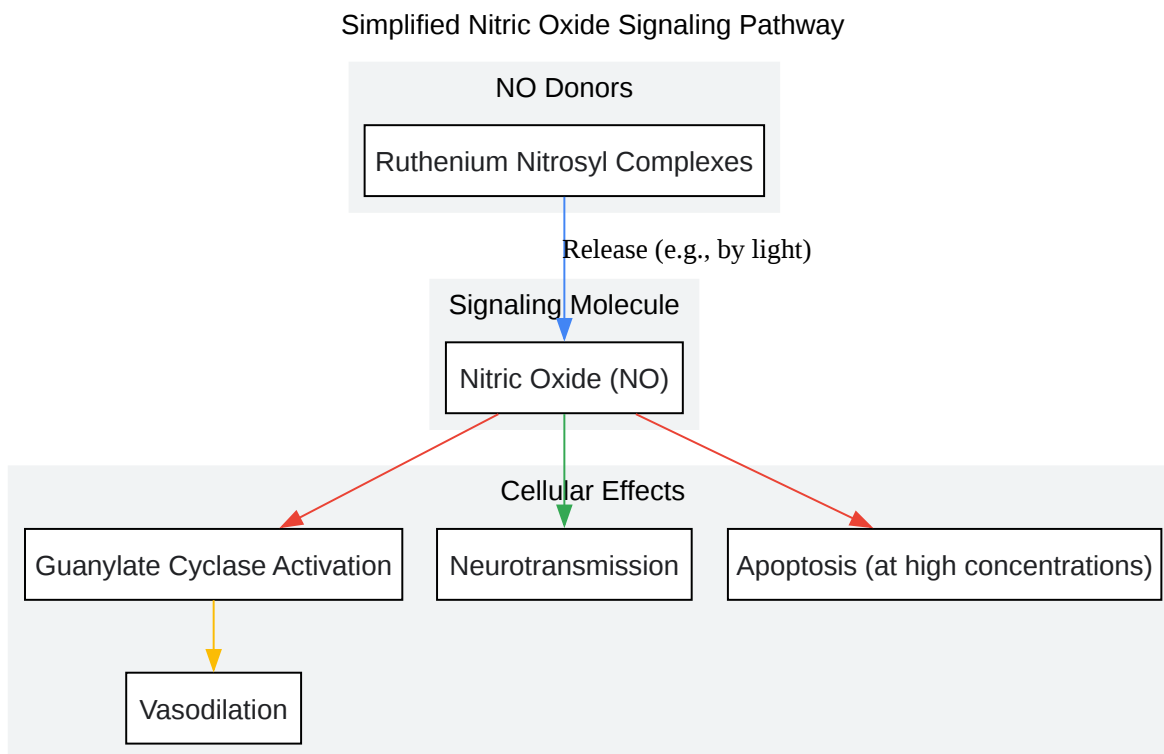 Simplified Nitric Oxide Signaling Pathway
NO Donors
Ruthenium Nitrosyl Complexes
Release (e.g., by light)
Signaling Molecule
Nitric Oxide (NO)
Cellular Effects
Guanylate Cyclase Activation
Neurotransmission
Apoptosis (at high concentrations)
Vasodilation